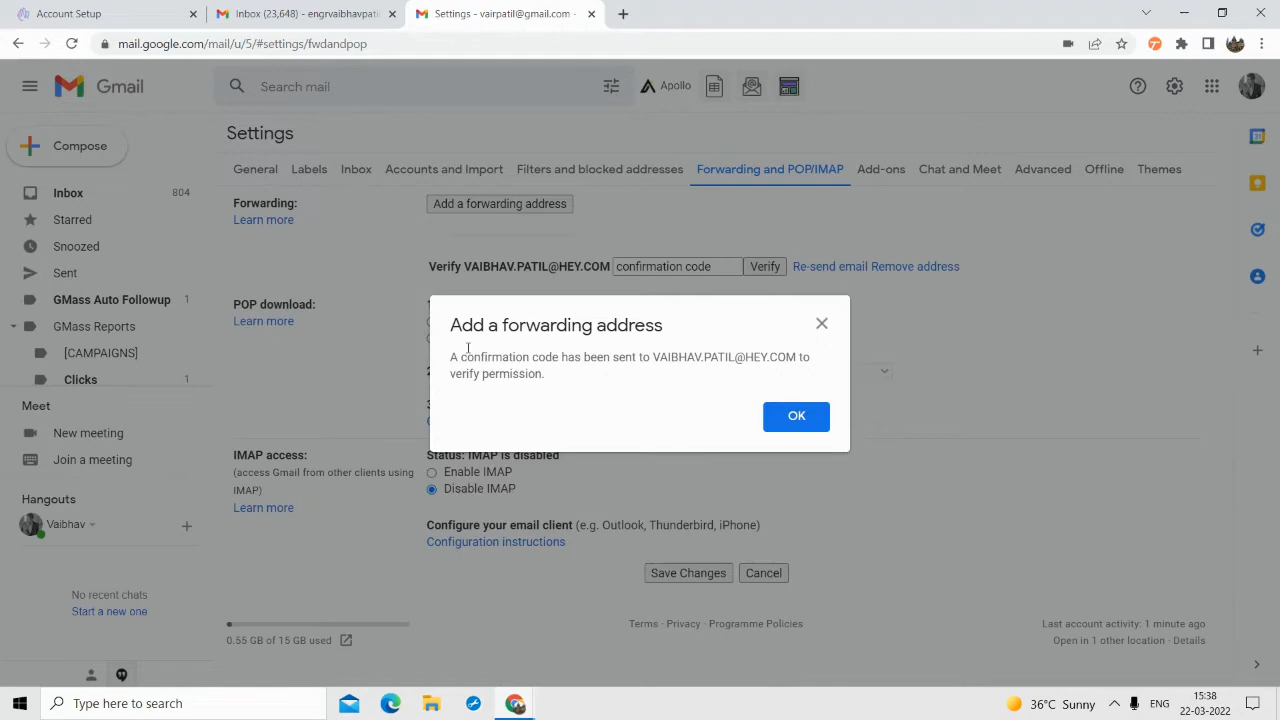 Account Setup
Inbox (23,648) - engrvaibhavpati
Settings - vairpatil@gmail.com -
mail.google.com/mail/u/5/#settings/fwdandpop
Gmail
Search mail
Apollo
Compose
Inbox 804
Starred
Snoozed
Sent
GMass Auto Followup 1
GMass Reports
[CAMPAIGNS]
Clicks 1
Meet
New meeting
Join a meeting
Hangouts
Vaibhav
No recent chats
Start a new one
Settings
General Labels Inbox Accounts and Import Filters and blocked addresses Forwarding and POP/IMAP Add-ons Chat and Meet Advanced Offline Themes
Forwarding:
Learn more
Add a forwarding address
Verify VAIBHAV.PATIL@HEY.COM confirmation code Verify Re-send email Remove address
POP download:
Learn more
Add a forwarding address
A confirmation code has been sent to VAIBHAV.PATIL@HEY.COM to
verify permission.
OK
IMAP access:
(access Gmail from other clients using
IMAP)
Learn more
Status: IMAP is disabled
Enable IMAP
Disable IMAP
Configure your email client (e.g. Outlook, Thunderbird, iPhone)
Configuration instructions
Save Changes Cancel
0.55 GB of 15 GB used
Terms · Privacy · Programme Policies
Last account activity: 1 minute ago
Open in 1 other location · Details
Type here to search
36°C Sunny
ENG
15:38
22-03-2022